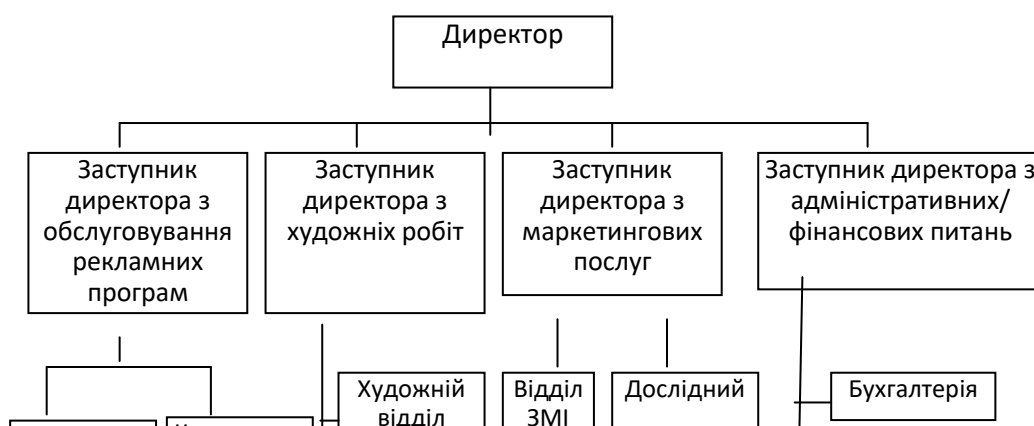 Директор
Заступник
директора з
обслуговування
рекламних
програм
Заступник
директора з
художніх робіт
Заступник
директора з
маркетингових
послуг
Заступник директора з
адміністративних/
фінансових питань
Художній
відділ
Відділ
ЗМІ
Дослідний
Бухгалтерія